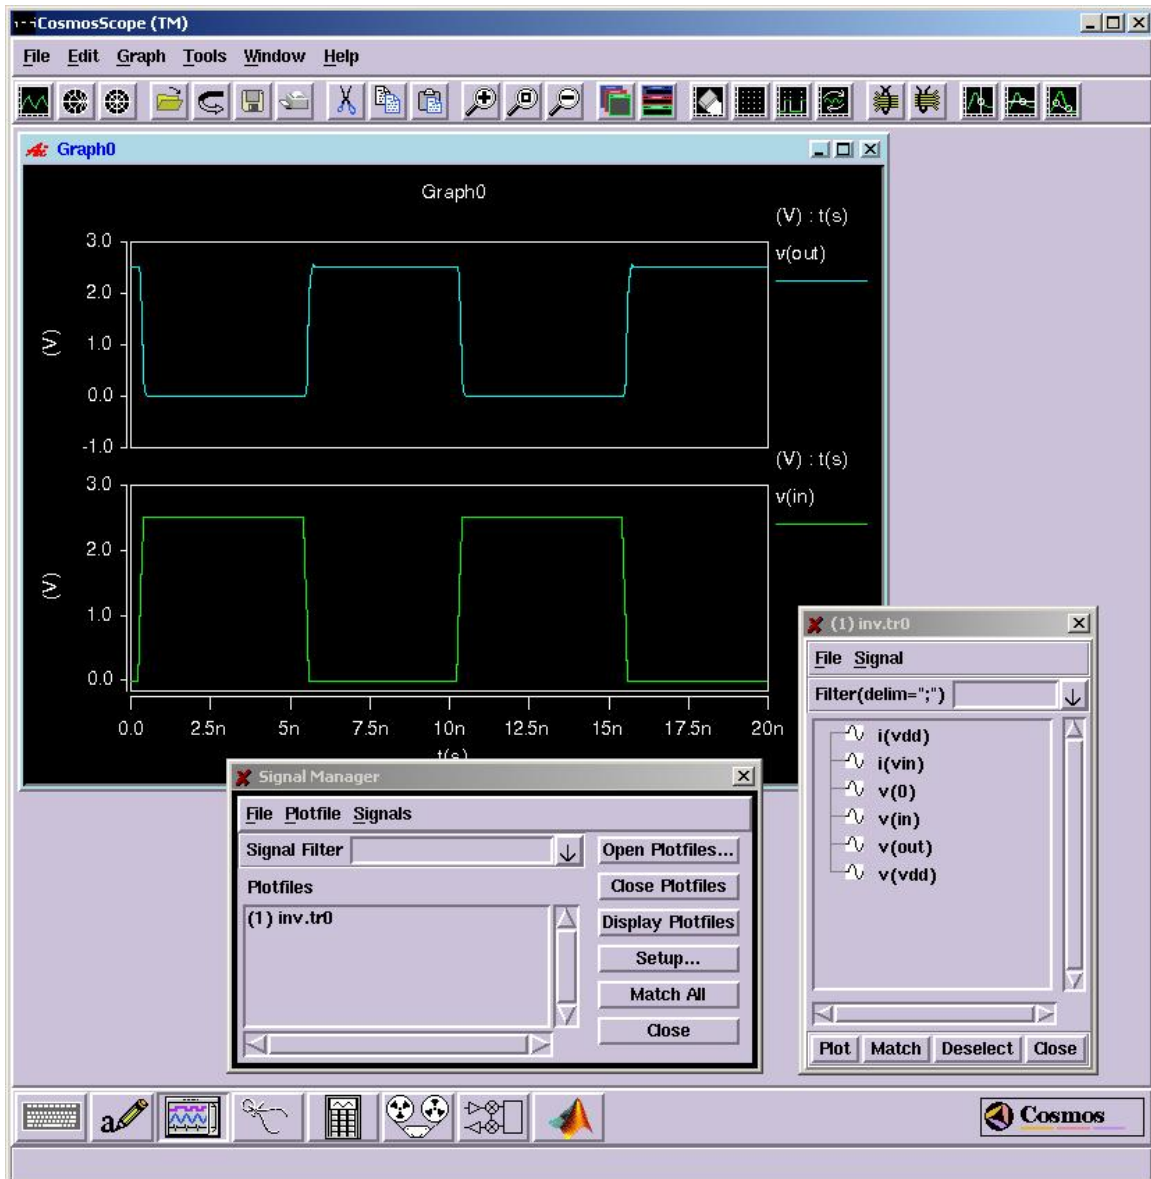 CosmosScope (TM)
File Edit Graph Tools Window Help
Graph0
Graph0
(V) : t(s)
v(out)
3.0
2.0
1.0
0.0
-1.0
(V)
(V) : t(s)
v(in)
3.0
2.0
1.0
0.0
(V)
0.0 2.5n 5n 7.5n 10n 12.5n 15n 17.5n 20n
t(s)
(1) inv.tr0
File Signal
Filter(delim=";")
i(vdd)
i(vin)
v(0)
v(in)
v(out)
v(vdd)
Plot Match Deselect Close
Signal Manager
File Plotfile Signals
Signal Filter
Open Plotfiles...
Plotfiles
Close Plotfiles
(1) inv.tr0
Display Plotfiles
Setup...
Match All
Close
a
Cosmos